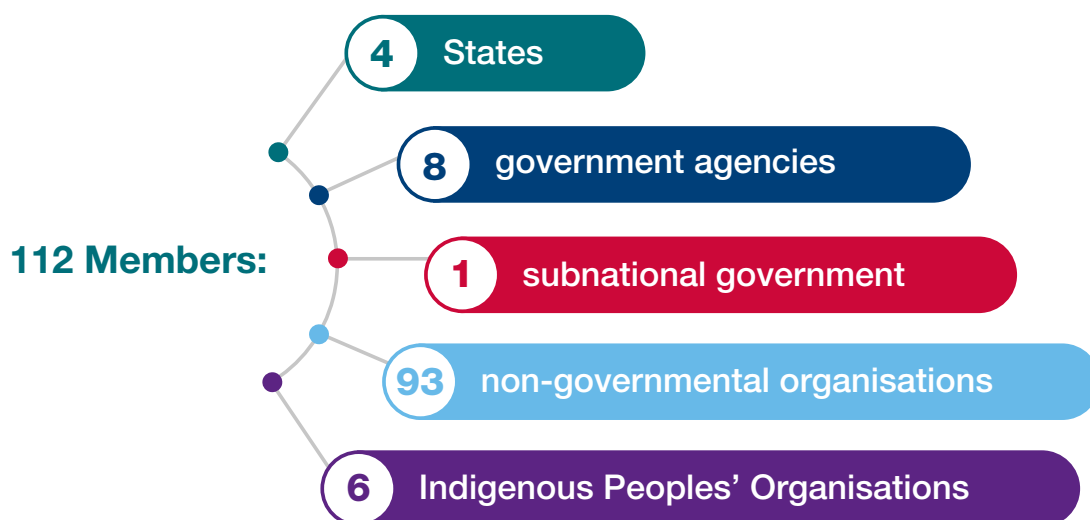 4 States
8 government agencies
112 Members:
1 subnational government
93 non-governmental organisations
6 Indigenous Peoples’ Organisations